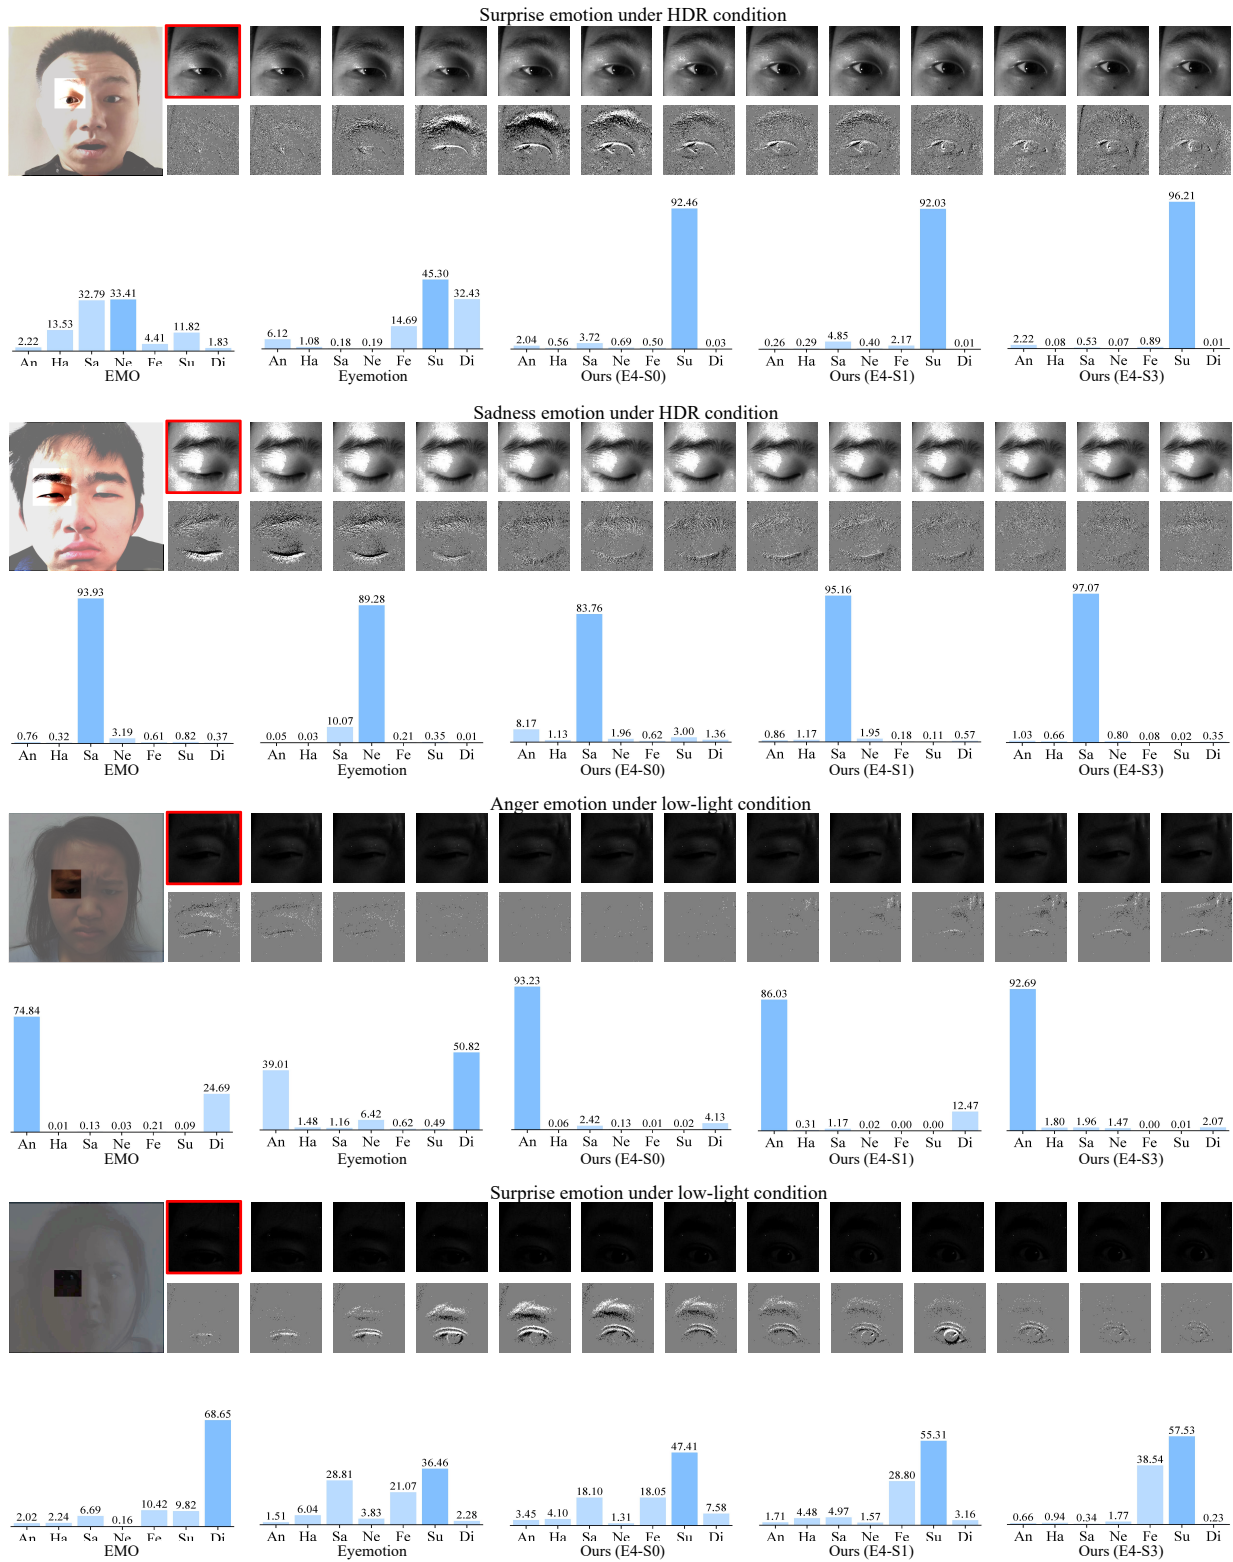 Surprise emotion under HDR condition
2.22 13.53 32.79 33.41 4.41 11.82 1.83
An Ha Sa Ne Fe Su Di
EMO
6.12 1.08 0.18 0.19 14.69 45.30 32.43
An Ha Sa Ne Fe Su Di
Eyemotion
2.04 0.56 3.72 0.69 0.50 92.46 0.03
An Ha Sa Ne Fe Su Di
Ours (E4-S0)
0.26 0.29 4.85 0.40 2.17 92.03 0.01
An Ha Sa Ne Fe Su Di
Ours (E4-S1)
2.22 0.08 0.53 0.07 0.89 96.21 0.01
An Ha Sa Ne Fe Su Di
Ours (E4-S3)
Sadness emotion under HDR condition
0.76 0.32 93.93 3.19 0.61 0.82 0.37
An Ha Sa Ne Fe Su Di
EMO
0.05 0.03 10.07 89.28 0.21 0.35 0.01
An Ha Sa Ne Fe Su Di
Eyemotion
8.17 1.13 83.76 1.96 0.62 3.00 1.36
An Ha Sa Ne Fe Su Di
Ours (E4-S0)
0.86 1.17 95.16 1.95 0.18 0.11 0.57
An Ha Sa Ne Fe Su Di
Ours (E4-S1)
1.03 0.66 97.07 0.80 0.08 0.02 0.35
An Ha Sa Ne Fe Su Di
Ours (E4-S3)
Anger emotion under low-light condition
74.84 0.01 0.13 0.03 0.21 0.09 24.69
An Ha Sa Ne Fe Su Di
EMO
39.01 1.48 1.16 6.42 0.62 0.49 50.82
An Ha Sa Ne Fe Su Di
Eyemotion
93.23 0.06 2.42 0.13 0.01 0.02 4.13
An Ha Sa Ne Fe Su Di
Ours (E4-S0)
86.03 0.31 1.17 0.02 0.00 0.00 12.47
An Ha Sa Ne Fe Su Di
Ours (E4-S1)
92.69 1.80 1.96 1.47 0.00 0.01 2.07
An Ha Sa Ne Fe Su Di
Ours (E4-S3)
Surprise emotion under low-light condition
2.02 2.24 6.69 0.16 10.42 9.82 68.65
An Ha Sa Ne Fe Su Di
EMO
1.51 6.04 28.81 3.83 21.07 36.46 2.28
An Ha Sa Ne Fe Su Di
Eyemotion
3.45 4.10 18.10 1.31 18.05 47.41 7.58
An Ha Sa Ne Fe Su Di
Ours (E4-S0)
1.71 4.48 4.97 1.57 28.80 55.31 3.16
An Ha Sa Ne Fe Su Di
Ours (E4-S1)
0.66 0.94 0.34 1.77 38.54 57.53 0.23
An Ha Sa Ne Fe Su Di
Ours (E4-S3)